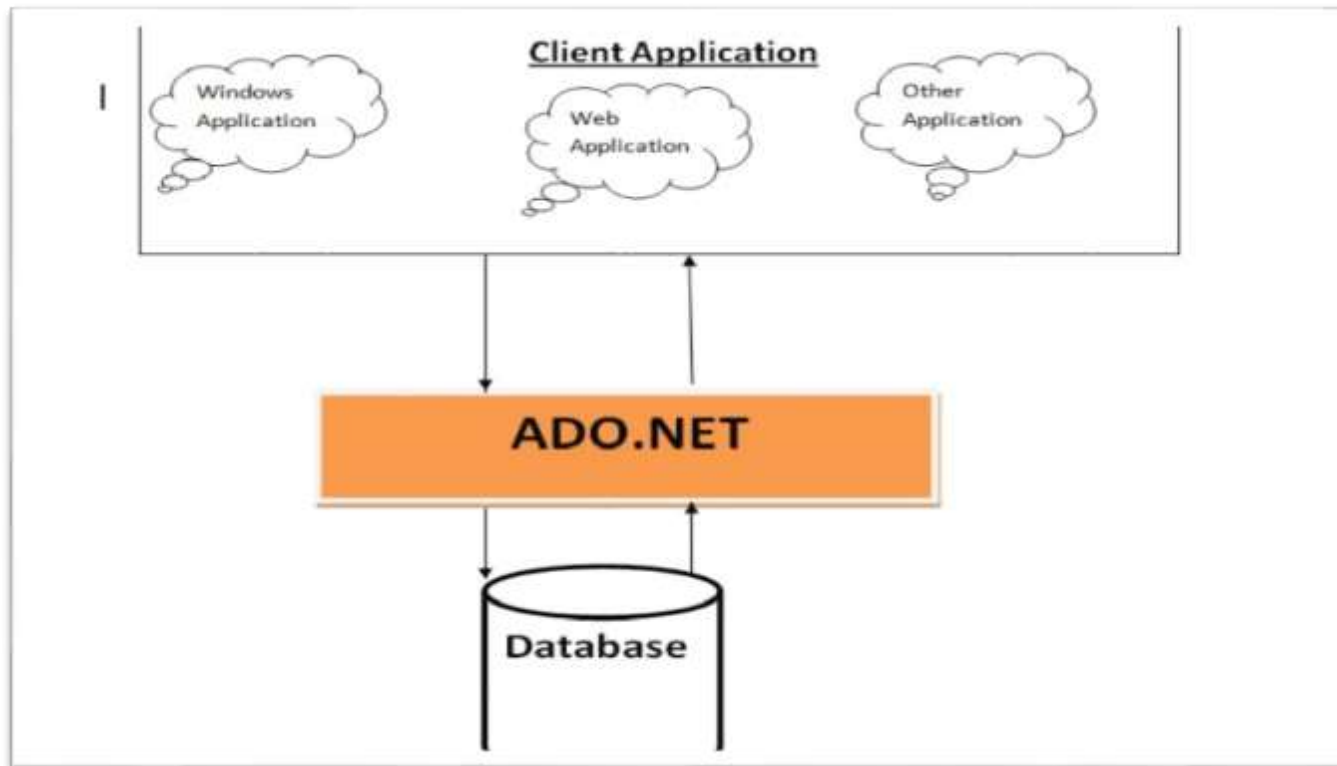 Client Application
Windows
Application
Web
Application
Other
Application
ADO.NET
Database